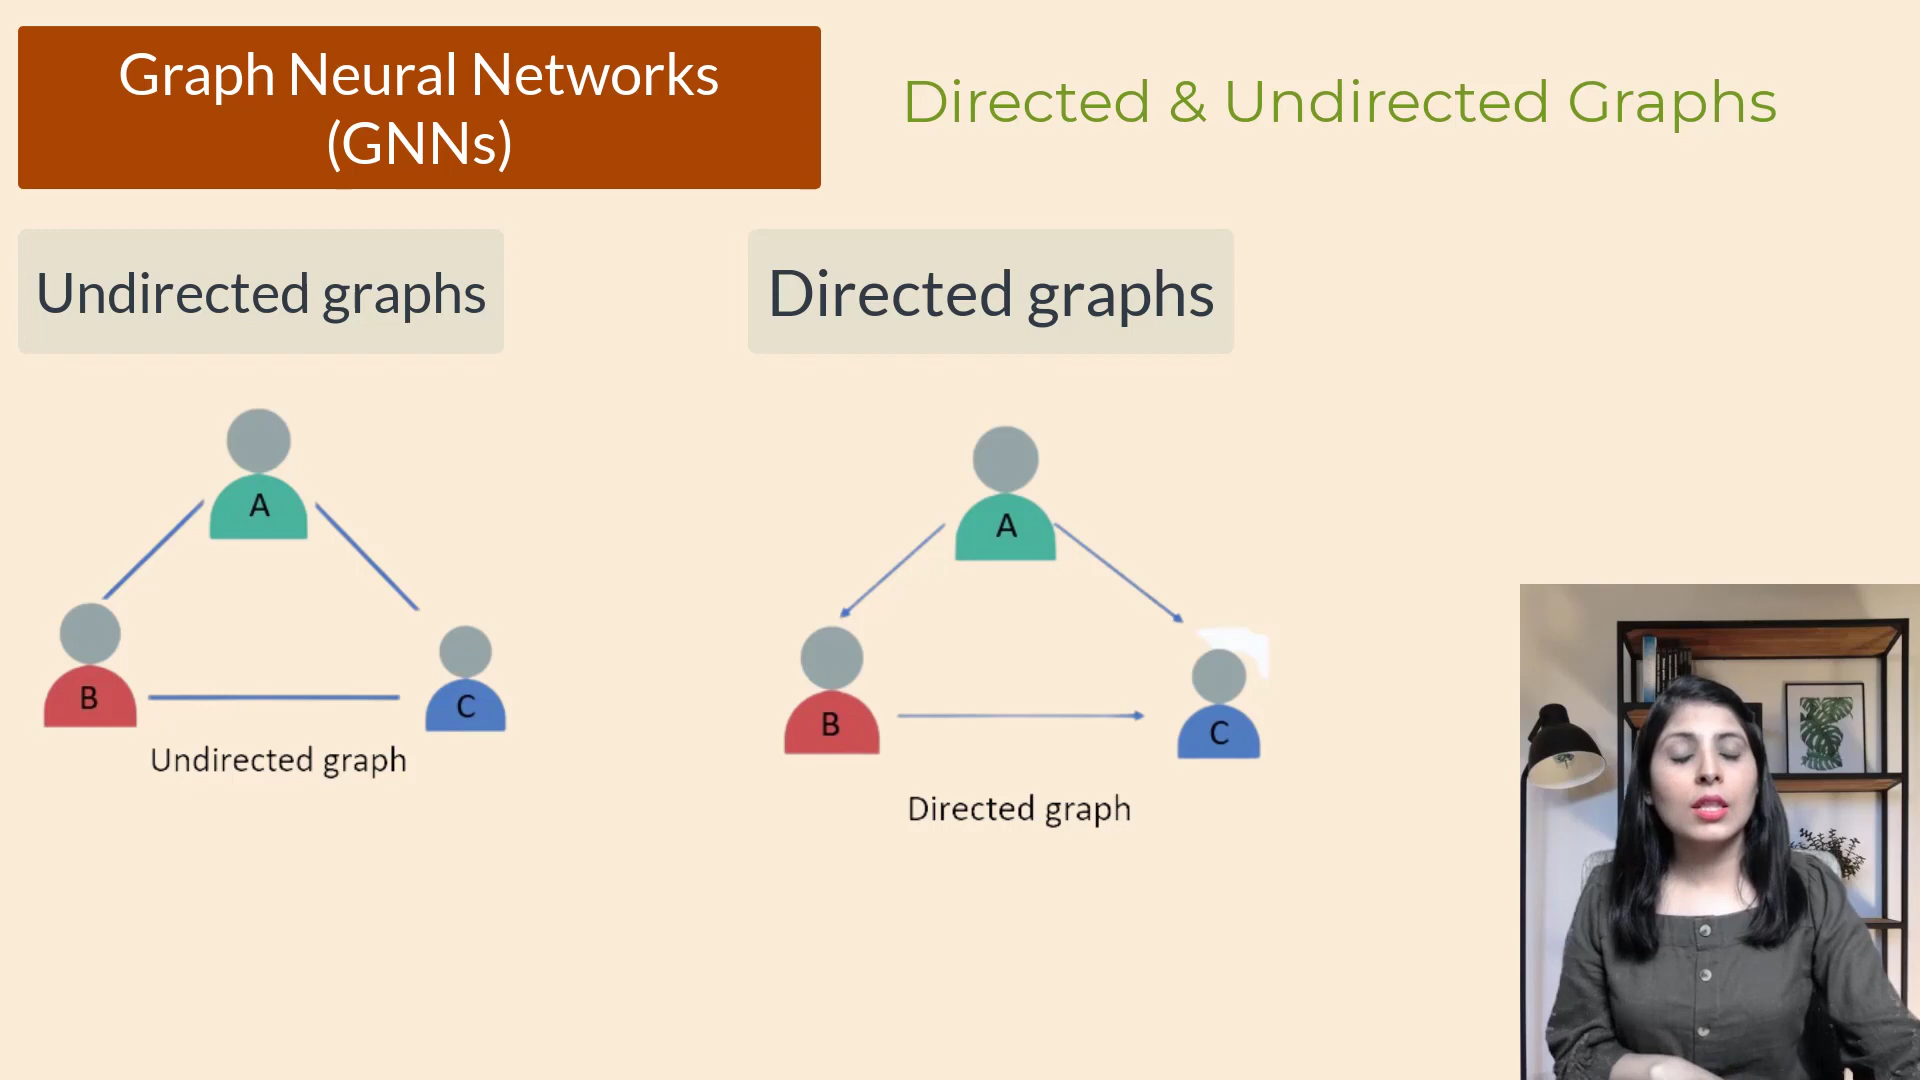 Graph Neural Networks
(GNNs)
Directed & Undirected Graphs
Undirected graphs
Directed graphs
A
B
C
Undirected graph
A
B
C
Directed graph